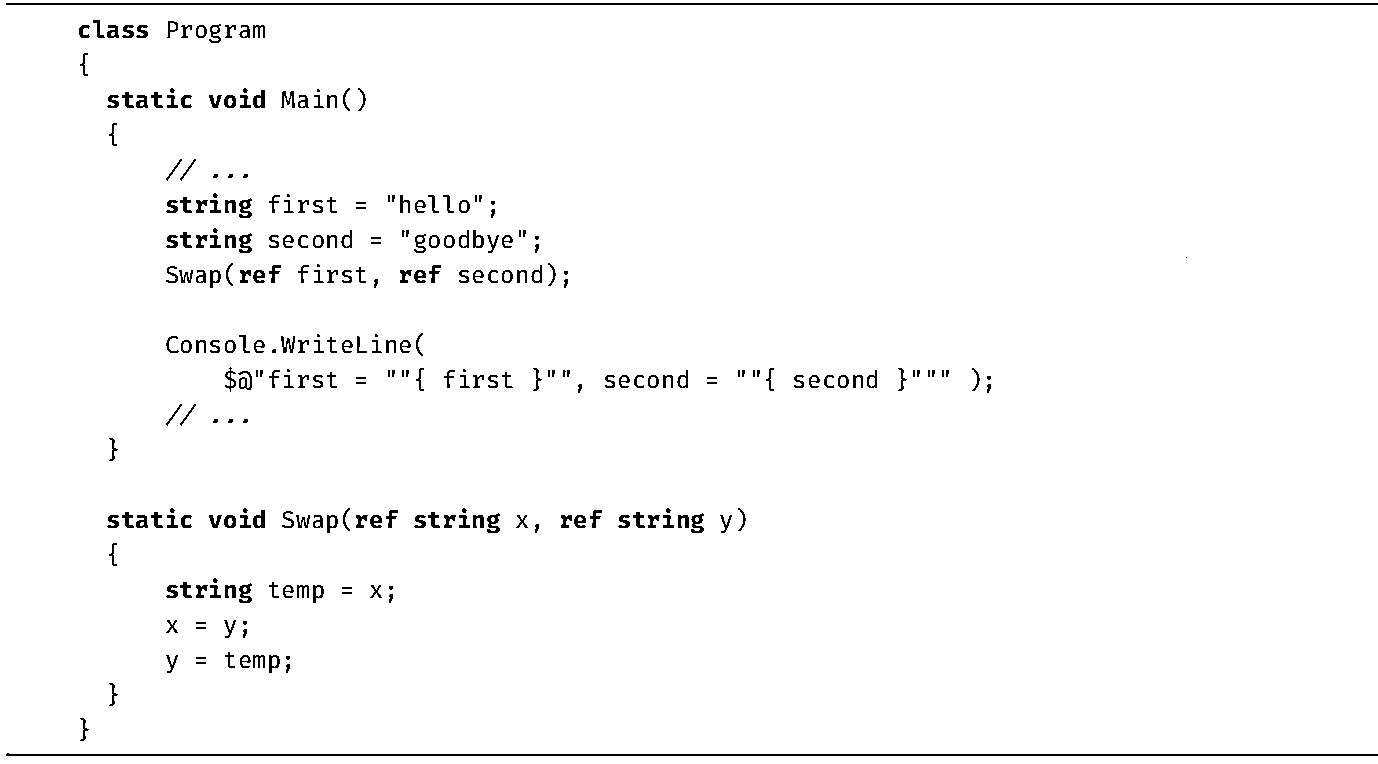 class Program
{
  static void Main()
  {
      // ...
      string first = "hello";
      string second = "goodbye";
      Swap(ref first, ref second);

      Console.WriteLine(
          $@"first = ""{ first }"", second = ""{ second }""" );
      // ...
  }

  static void Swap(ref string x, ref string y)
  {
      string temp = x;
      x = y;
      y = temp;
  }
}